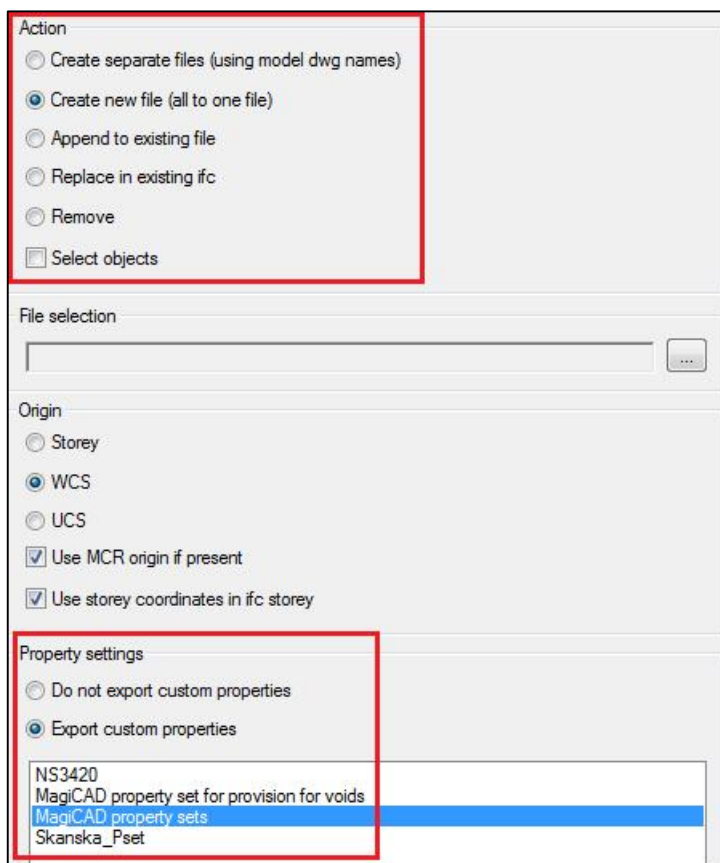 Action
Create separate files (using model dwg names)
Create new file (all to one file)
Append to existing file
Replace in existing ifc
Remove
Select objects
File selection
...
Origin
Storey
WCS
UCS
Use MCR origin if present
Use storey coordinates in ifc storey
Property settings
Do not export custom properties
Export custom properties
NS3420
MagiCAD property set for provision for voids
MagiCAD property sets
Skanska_Pset